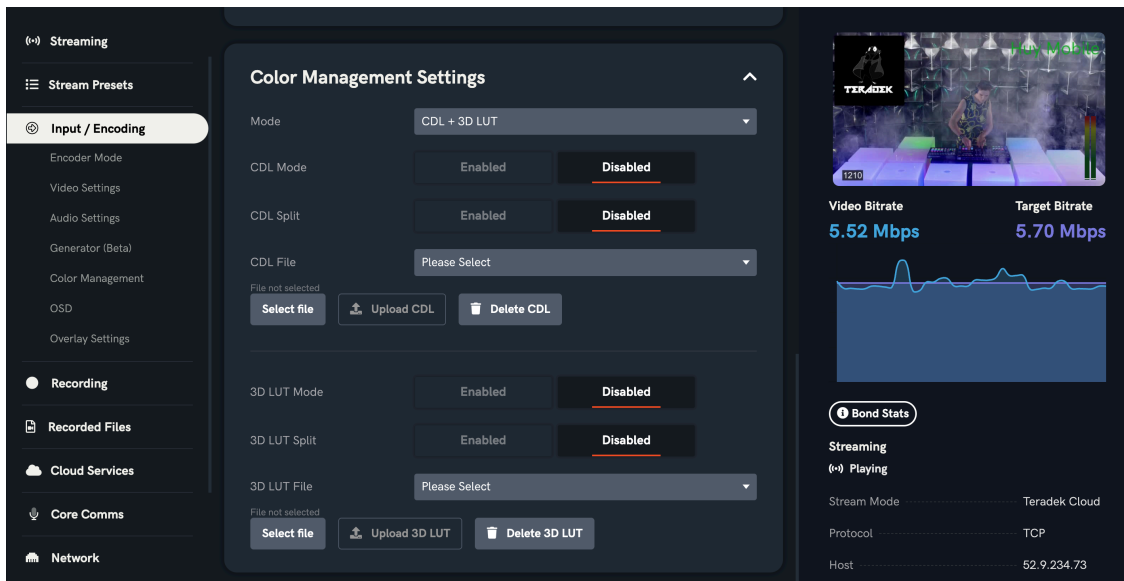 Streaming
Stream Presets
Input / Encoding
Encoder Mode
Video Settings
Audio Settings
Generator (Beta)
Color Management
OSD
Overlay Settings
Recording
Recorded Files
Cloud Services
Core Comms
Network
Color Management Settings
Mode CDL + 3D LUT
CDL Mode Enabled Disabled
CDL Split Enabled Disabled
CDL File Please Select
File not selected
Select file Upload CDL Delete CDL
3D LUT Mode Enabled Disabled
3D LUT Split Enabled Disabled
3D LUT File Please Select
File not selected
Select file Upload 3D LUT Delete 3D LUT
Huy Mobile
TERADEK
1210
Video Bitrate Target Bitrate
5.52 Mbps 5.70 Mbps
Bond Stats
Streaming
Playing
Stream Mode Teradek Cloud
Protocol TCP
Host 52.9.234.73